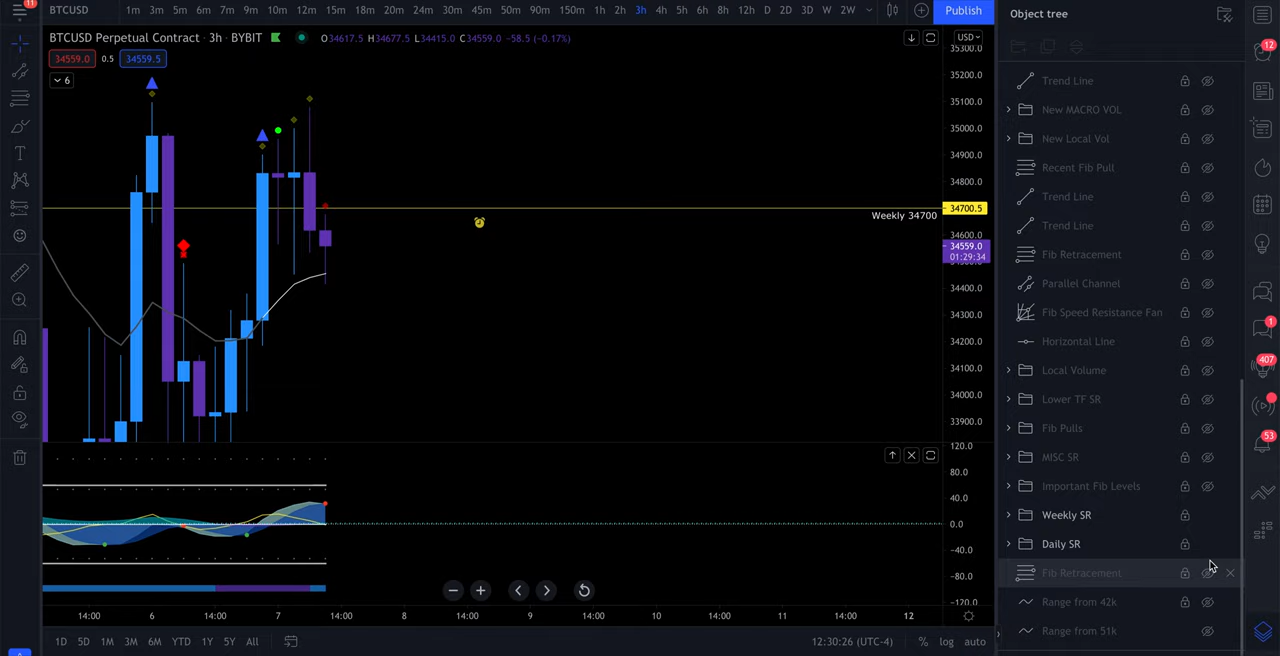 11
BTCUSD 1m 3m 5m 6m 7m 9m 10m 12m 15m 18m 20m 24m 30m 50m 90m 150m 1h 2h 3h 4h 5h 6h 7h 8h 12h D 2D 3D W 2W Publish
BTCUSD Perpetual Contract · 3h · BYBIT O34617.5 H34677.5 L34415.0 C34559.0 -58.5 (-0.17%) USD
34559.0 0.5 34559.5
6
35300.0
35200.0
35100.0
35000.0
34900.0
34800.0
34700.5
Weekly 34700
34600.0
34559.0
01:29:34
34400.0
34300.0
34200.0
34100.0
34000.0
33900.0
120.0
80.0
40.0
0.0
-40.0
-80.0
-120.0
14:00 6 14:00 7 14:00 8 14:00 9 14:00 10 14:00 11 14:00 12
1D 5D 1M 3M 6M YTD 1Y 5Y All 12:30:26 (UTC-4) % log auto
Object tree
Trend Line
New MACRO VOL
New Local Vol
Recent Fib Pull
Trend Line
Trend Line
Fib Retracement
Parallel Channel
Fib Speed Resistance Fan
Horizontal Line
Local Volume
Lower TF SR
Fib Pulls
MISC SR
Important Fib Levels
Weekly SR
Daily SR
Fib Retracement
Range from 42k
Range from 51k
12
1
407
53